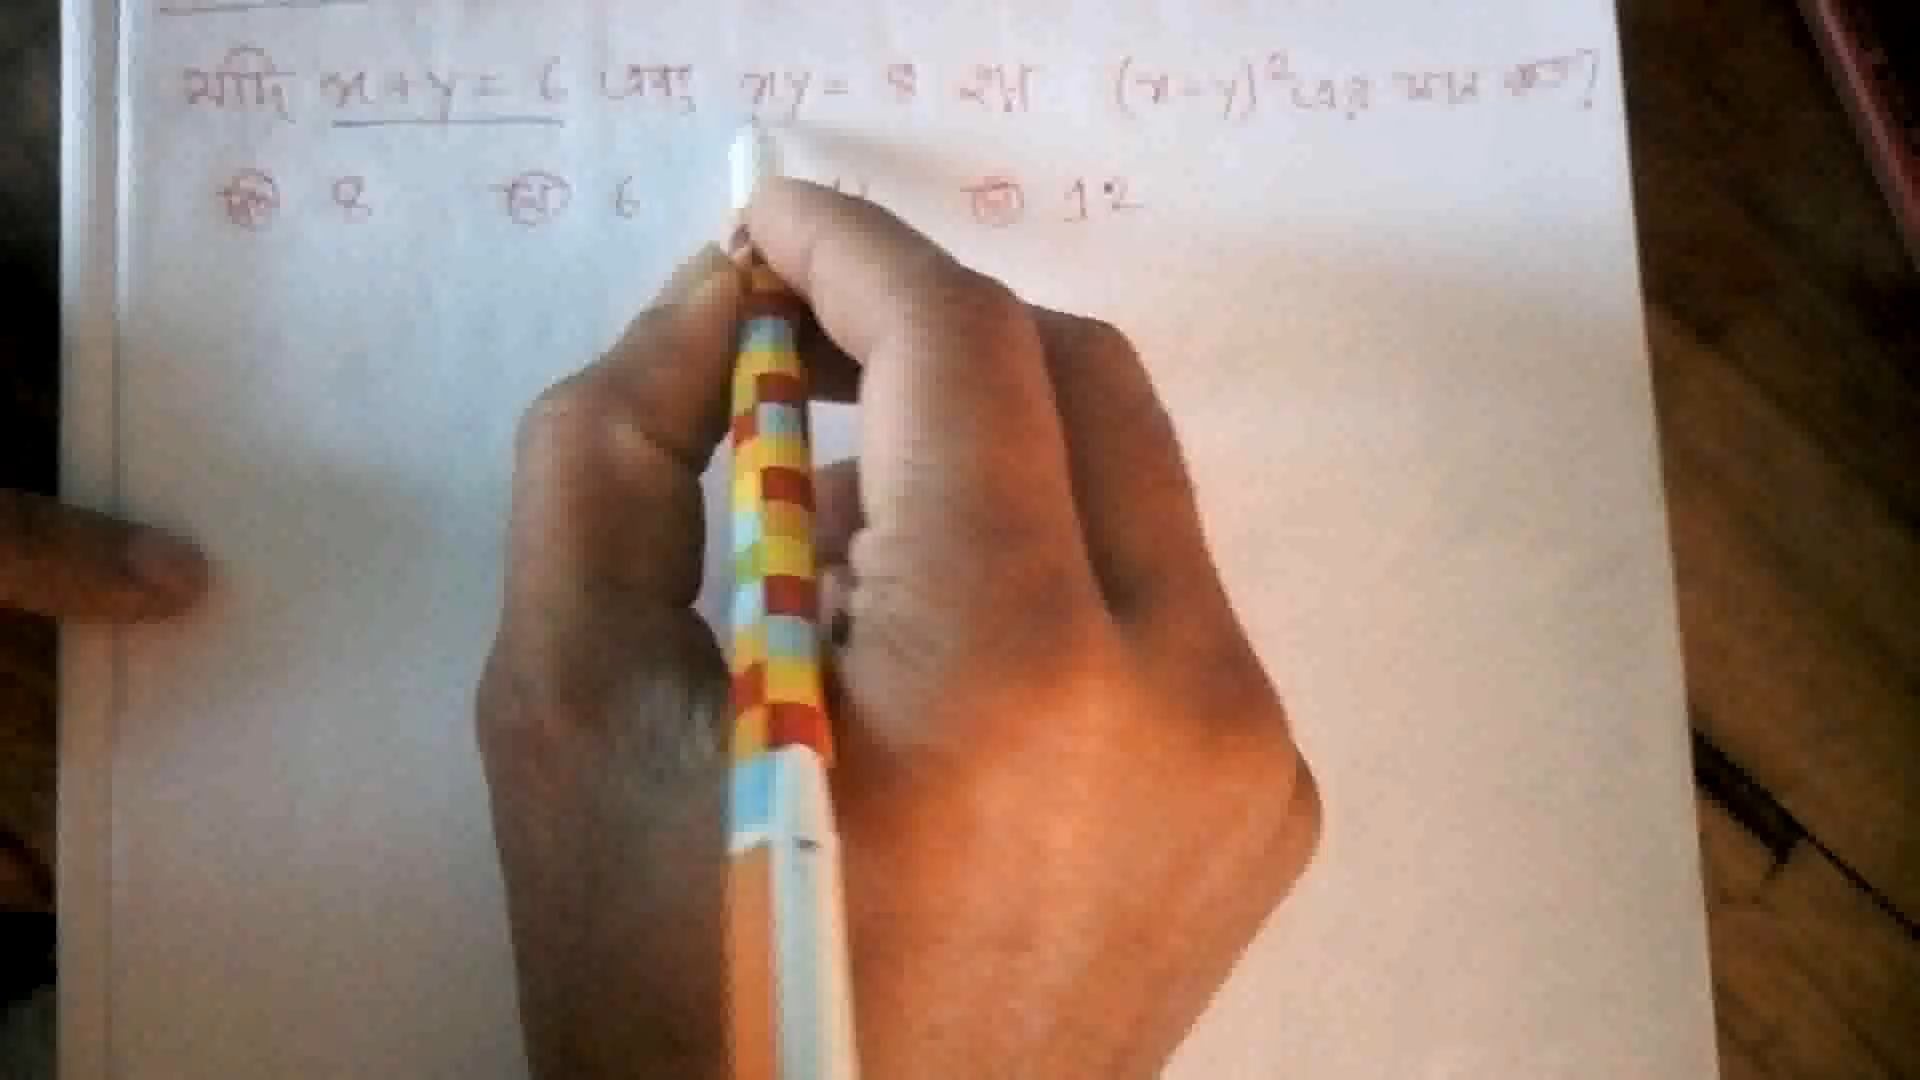 যদি x+y = 6 এবং xy = 8 হয় (x-y)² এর মান কত?
ক 8 খ 6 ঘ 12